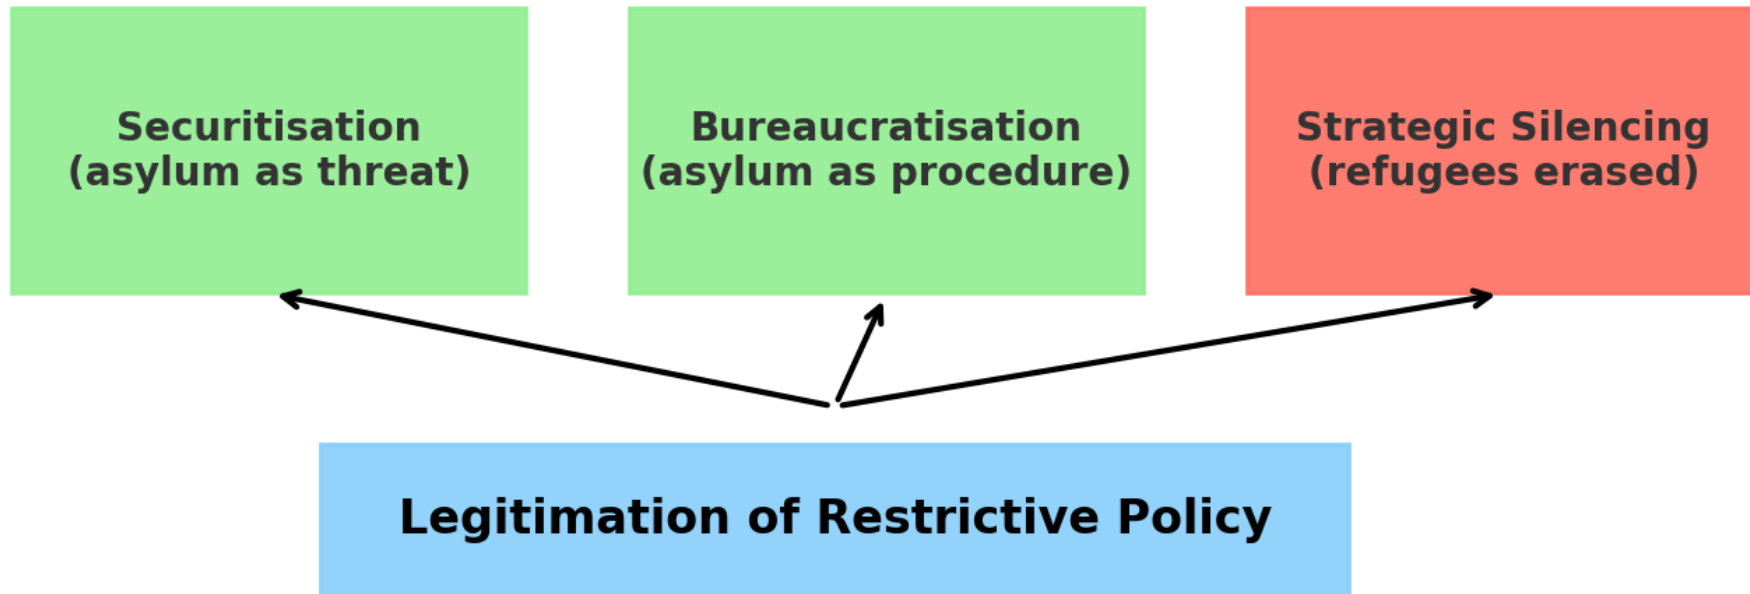 Securitisation
(asylum as threat)
Bureaucratisation
(asylum as procedure)
Strategic Silencing
(refugees erased)
Legitimation of Restrictive Policy